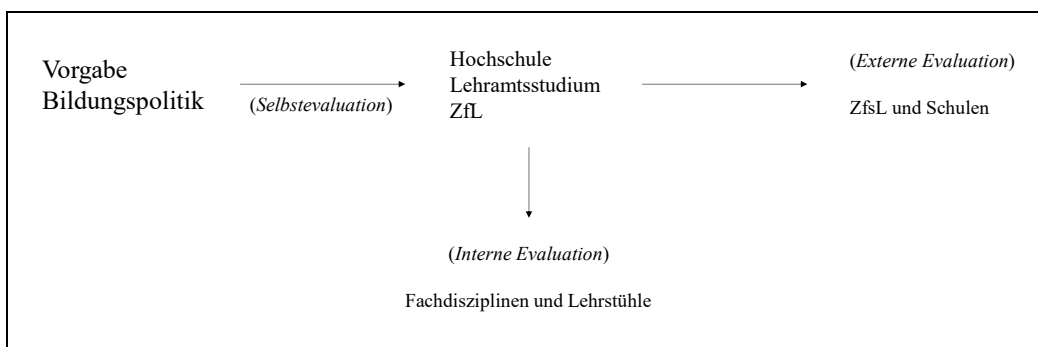 Vorgabe
Bildungspolitik
(Selbstevaluation)
Hochschule
Lehramtsstudium
ZfL
(Externe Evaluation)
ZfsL und Schulen
(Interne Evaluation)
Fachdisziplinen und Lehrstühle